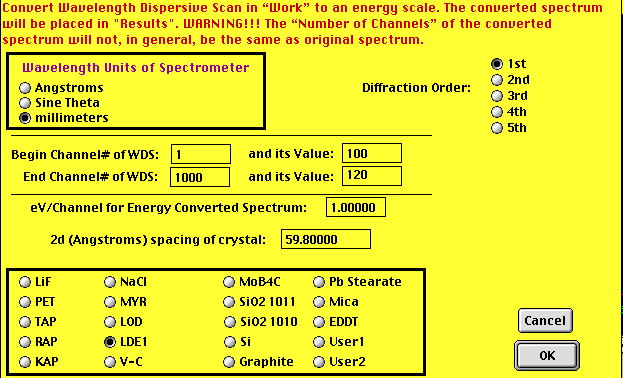 Convert Wavelength Dispersive Scan in “Work” to an energy scale. The converted spectrum
will be placed in "Results". WARNING!!! The “Number of Channels” of the converted
spectrum will not, in general, be the same as original spectrum.
Wavelength Units of Spectrometer
Angstroms
Sine Theta
millimeters
Diffraction Order:
1st
2nd
3rd
4th
5th
Begin Channel# of WDS: 1 and its Value: 100
End Channel# of WDS: 1000 and its Value: 120
eV/Channel for Energy Converted Spectrum: 1.00000
2d (Angstroms) spacing of crystal: 59.80000
LiF NaCl MoB4C Pb Stearate
PET MYR SiO2 1011 Mica
TAP LOD SiO2 1010 EDDT
RAP LDE1 Si User1
KAP V-C Graphite User2
Cancel
OK